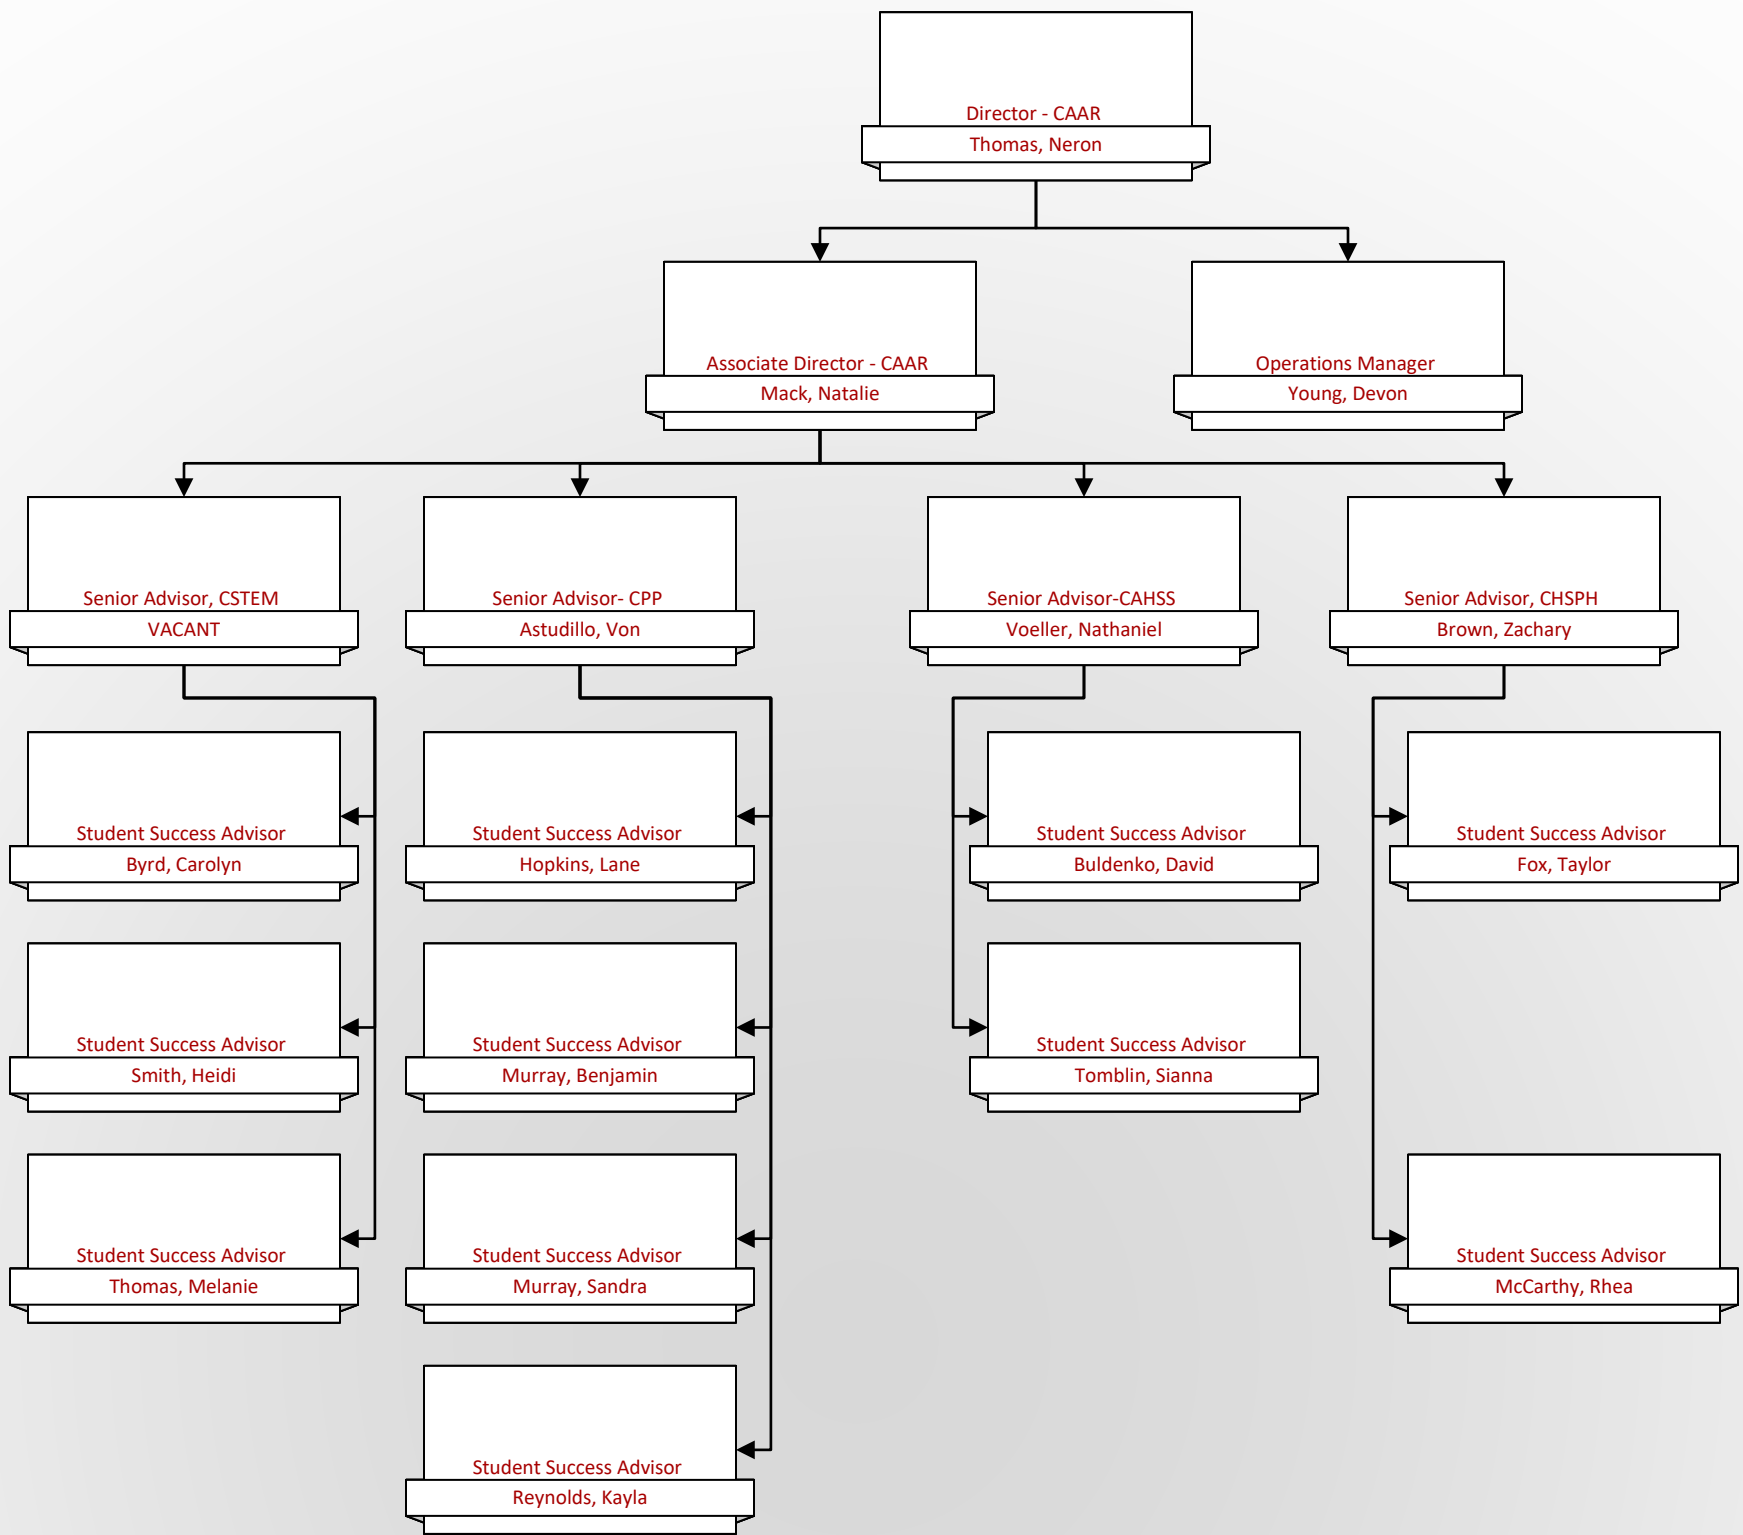 Director - CAAR
Thomas, Neron
Associate Director - CAAR
Mack, Natalie
Operations Manager
Young, Devon
Senior Advisor, CSTEM
VACANT
Senior Advisor- CPP
Astudillo, Von
Senior Advisor-CAHSS
Voeller, Nathaniel
Senior Advisor, CHSPH
Brown, Zachary
Student Success Advisor
Byrd, Carolyn
Student Success Advisor
Hopkins, Lane
Student Success Advisor
Buldenko, David
Student Success Advisor
Fox, Taylor
Student Success Advisor
Smith, Heidi
Student Success Advisor
Murray, Benjamin
Student Success Advisor
Tomblin, Sianna
Student Success Advisor
Thomas, Melanie
Student Success Advisor
Murray, Sandra
Student Success Advisor
McCarthy, Rhea
Student Success Advisor
Reynolds, Kayla